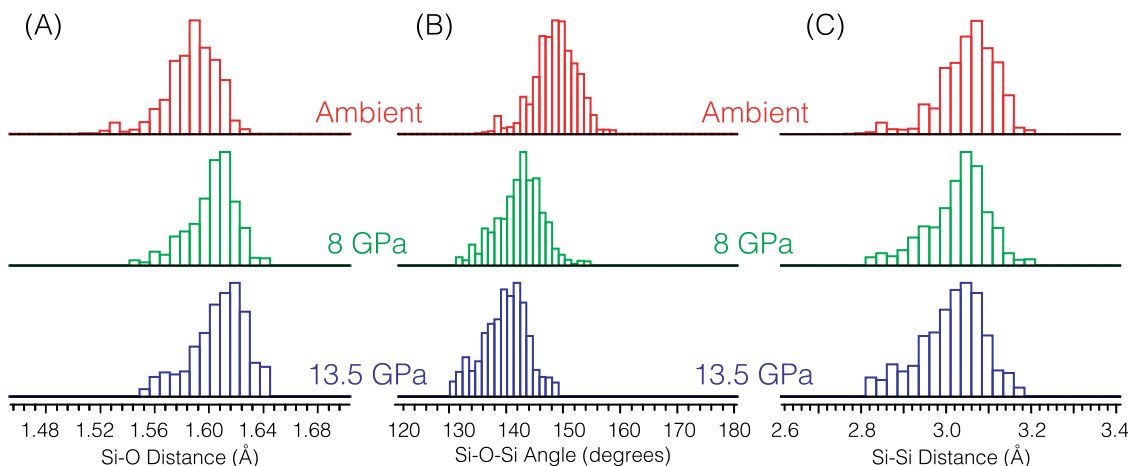 (A) (B) (C)
Ambient Ambient
8 GPa 8 GPa
13.5 GPa 13.5 GPa
1.48 1.52 1.56 1.60 1.64 1.68 120 130 140 150 160 170 180 2.6 2.8 3.0 3.2 3.4
Si-O Distance (Å) Si-O-Si Angle (degrees) Si-Si Distance (Å)